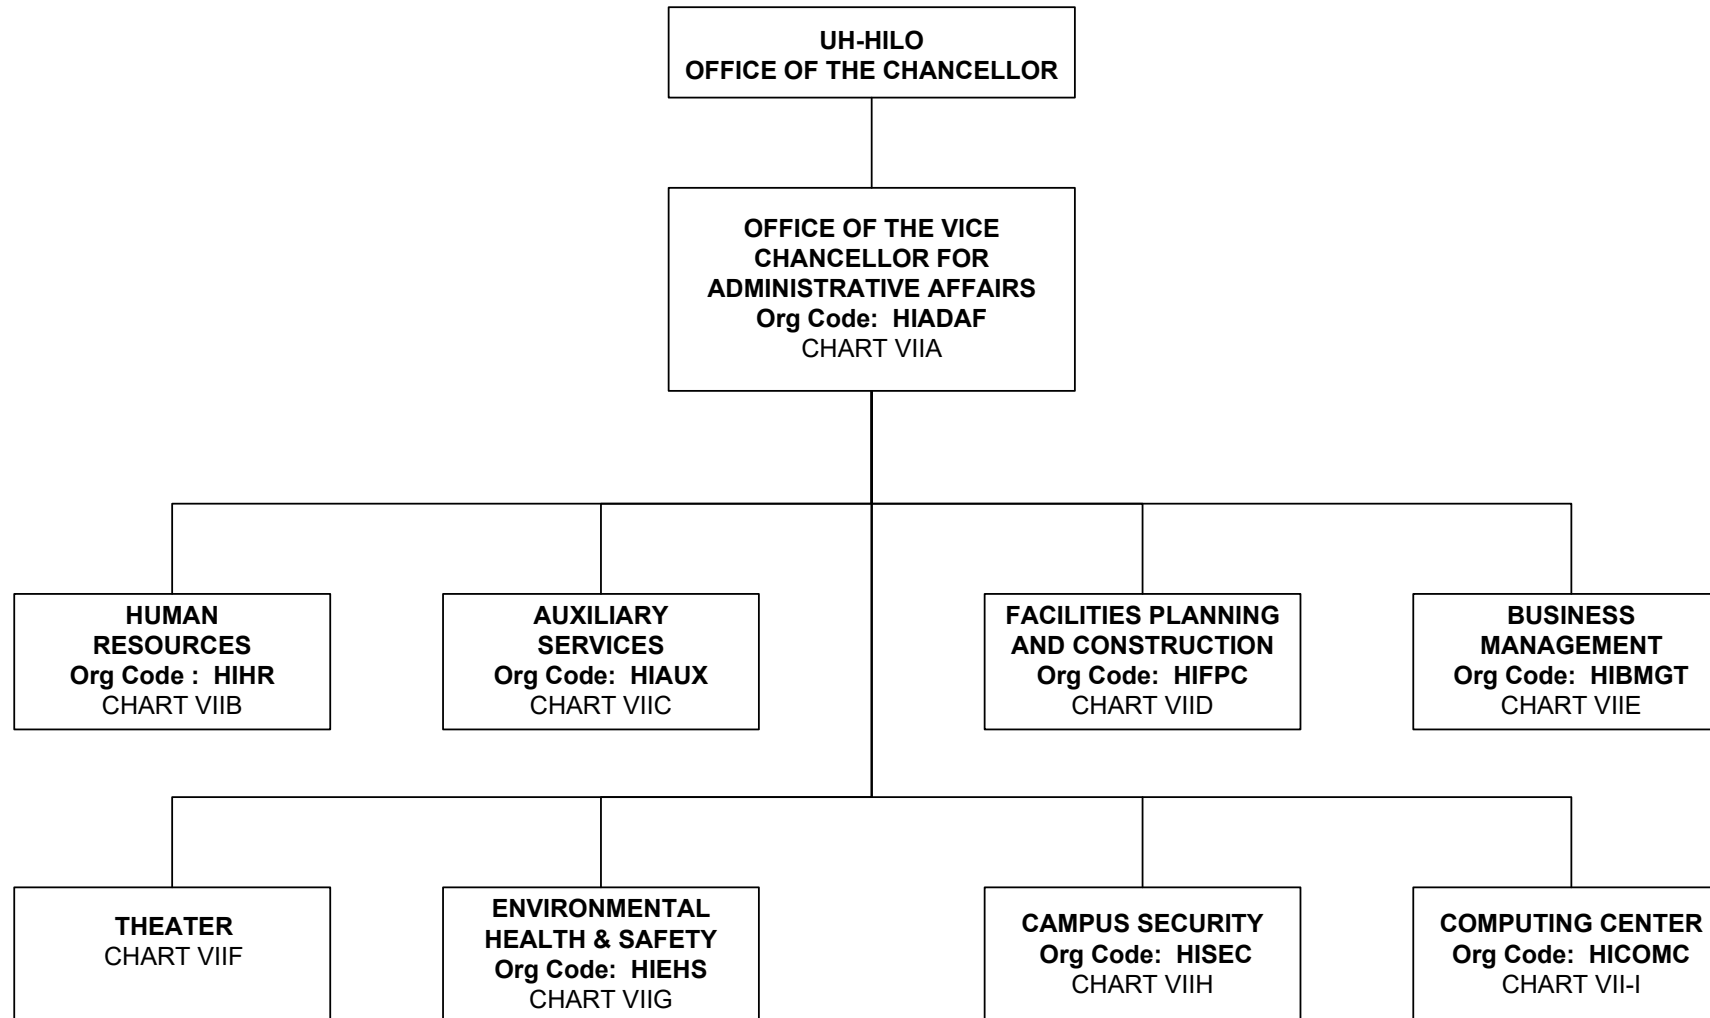 UH-HILO
OFFICE OF THE CHANCELLOR
OFFICE OF THE VICE
CHANCELLOR FOR
ADMINISTRATIVE AFFAIRS
Org Code: HIADAF
CHART VIIA
HUMAN
RESOURCES
Org Code : HIHR
CHART VIIB
AUXILIARY
SERVICES
Org Code: HIAUX
CHART VIIC
FACILITIES PLANNING
AND CONSTRUCTION
Org Code: HIFPC
CHART VIID
BUSINESS
MANAGEMENT
Org Code: HIBMGT
CHART VIIE
THEATER
CHART VIIF
ENVIRONMENTAL
HEALTH & SAFETY
Org Code: HIEHS
CHART VIIG
CAMPUS SECURITY
Org Code: HISEC
CHART VIIH
COMPUTING CENTER
Org Code: HICOMC
CHART VII-I